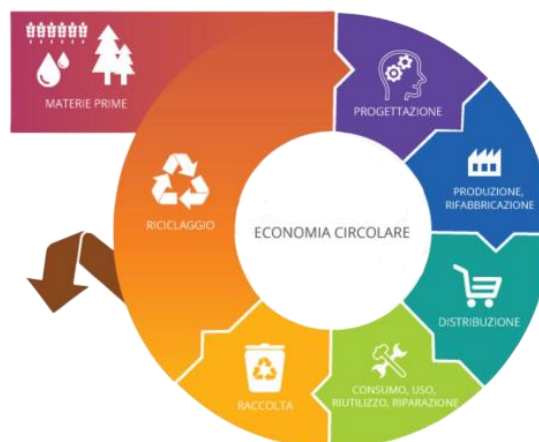 MATERIE PRIME
PROGETTAZIONE
PRODUZIONE,
RIFABBRICAZIONE
RICICLAGGIO
ECONOMIA CIRCOLARE
DISTRIBUZIONE
CONSUMO, USO,
RIUTILIZZO, RIPARAZIONE
RACCOLTA